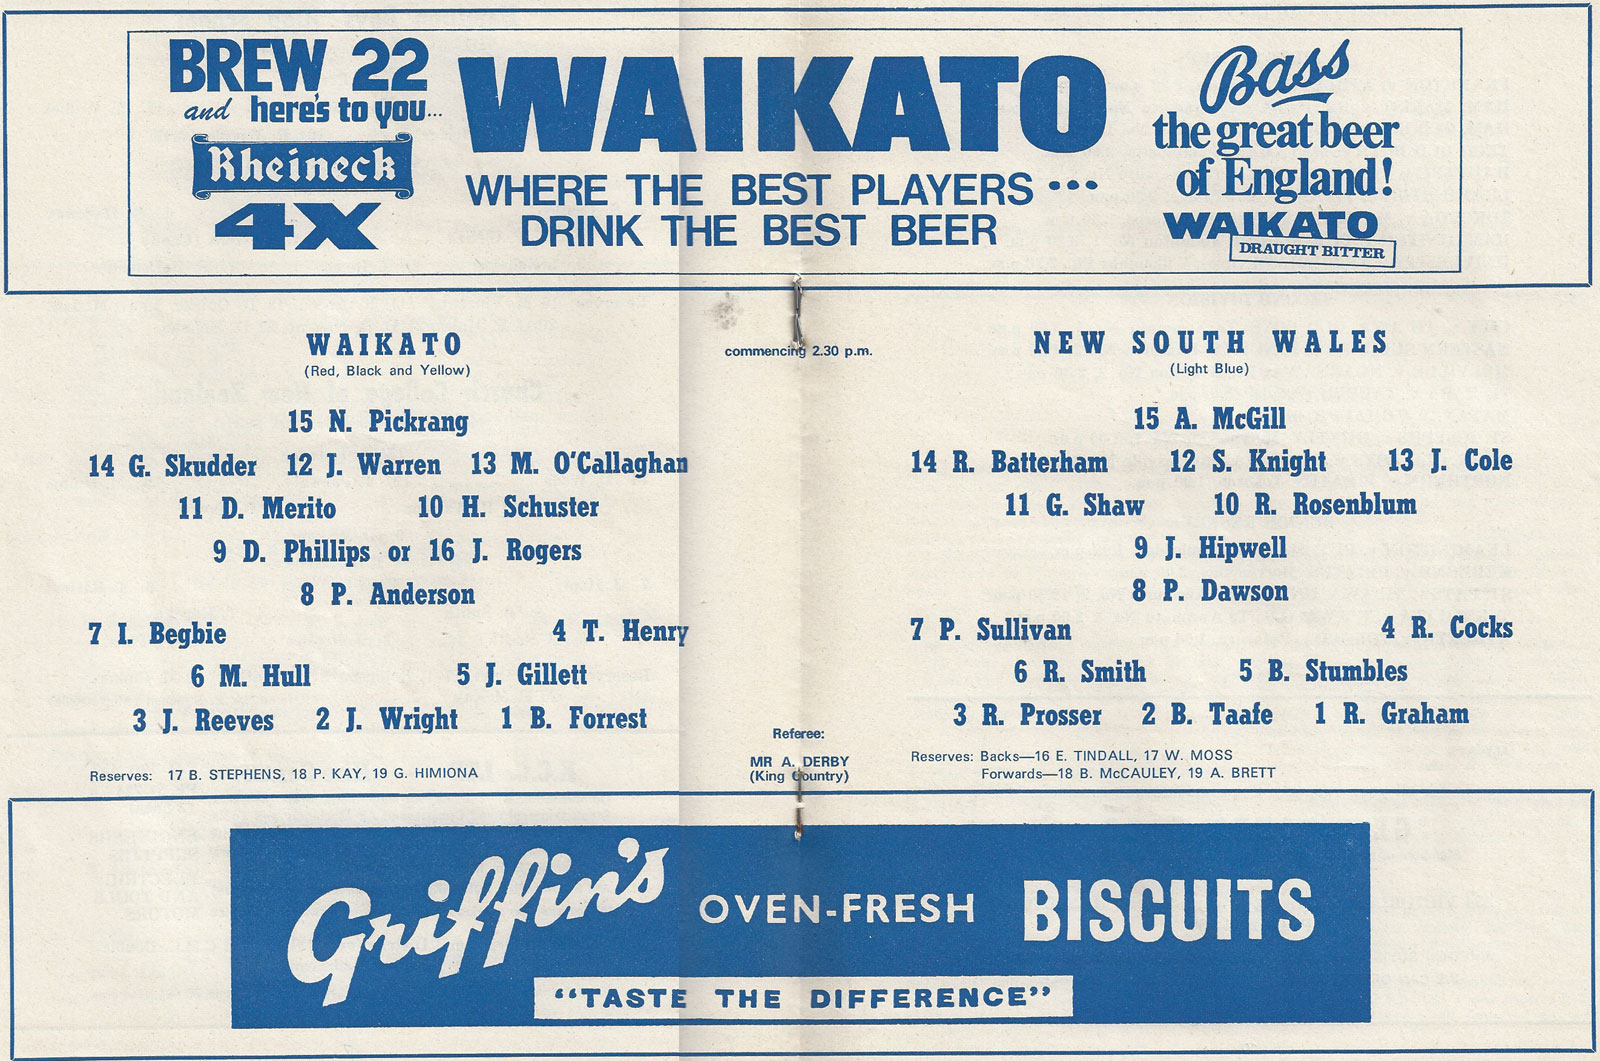 BREW 22
and here's to you...
Rheineck
4X
WAIKATO
WHERE THE BEST PLAYERS •••
DRINK THE BEST BEER
Bass
the great beer
of England!
WAIKATO
DRAUGHT BITTER
WAIKATO
(Red, Black and Yellow)
15 N. Pickrang
14 G. Skudder 12 J. Warren 13 M. O'Callaghan
11 D. Merito 10 H. Schuster
9 D. Phillips or 16 J. Rogers
8 P. Anderson
7 I. Begbie 4 T. Henry
6 M. Hull 5 J. Gillett
3 J. Reeves 2 J. Wright 1 B. Forrest
Reserves: 17 B. STEPHENS, 18 P. KAY, 19 G. HIMIONA
commencing 2.30 p.m.
Referee:
MR A. DERBY
(King Country)
NEW SOUTH WALES
(Light Blue)
15 A. McGill
14 R. Batterham 12 S. Knight 13 J. Cole
11 G. Shaw 10 R. Rosenblum
9 J. Hipwell
8 P. Dawson
7 P. Sullivan 4 R. Cocks
6 R. Smith 5 B. Stumbles
3 R. Prosser 2 B. Taafe 1 R. Graham
Reserves: Backs—16 E. TINDALL, 17 W. MOSS
Forwards—18 B. McCAULEY, 19 A. BRETT
Griffin's OVEN-FRESH BISCUITS
"TASTE THE DIFFERENCE"